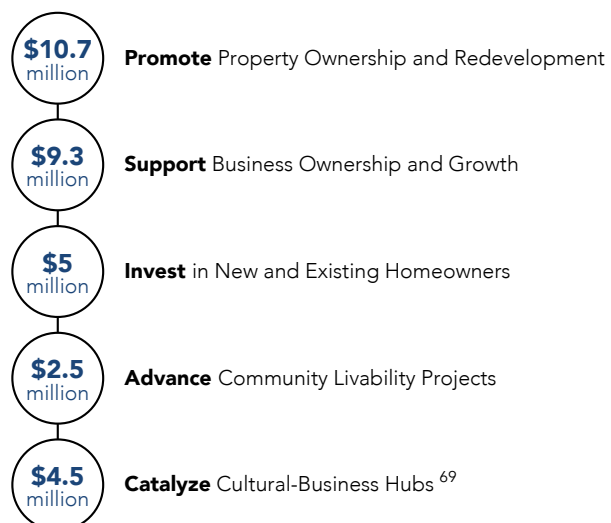 $10.7
million
Promote Property Ownership and Redevelopment
$9.3
million
Support Business Ownership and Growth
$5
million
Invest in New and Existing Homeowners
$2.5
million
Advance Community Livability Projects
$4.5
million
Catalyze Cultural-Business Hubs 69